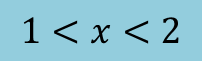 1 < 𝑥 < 2